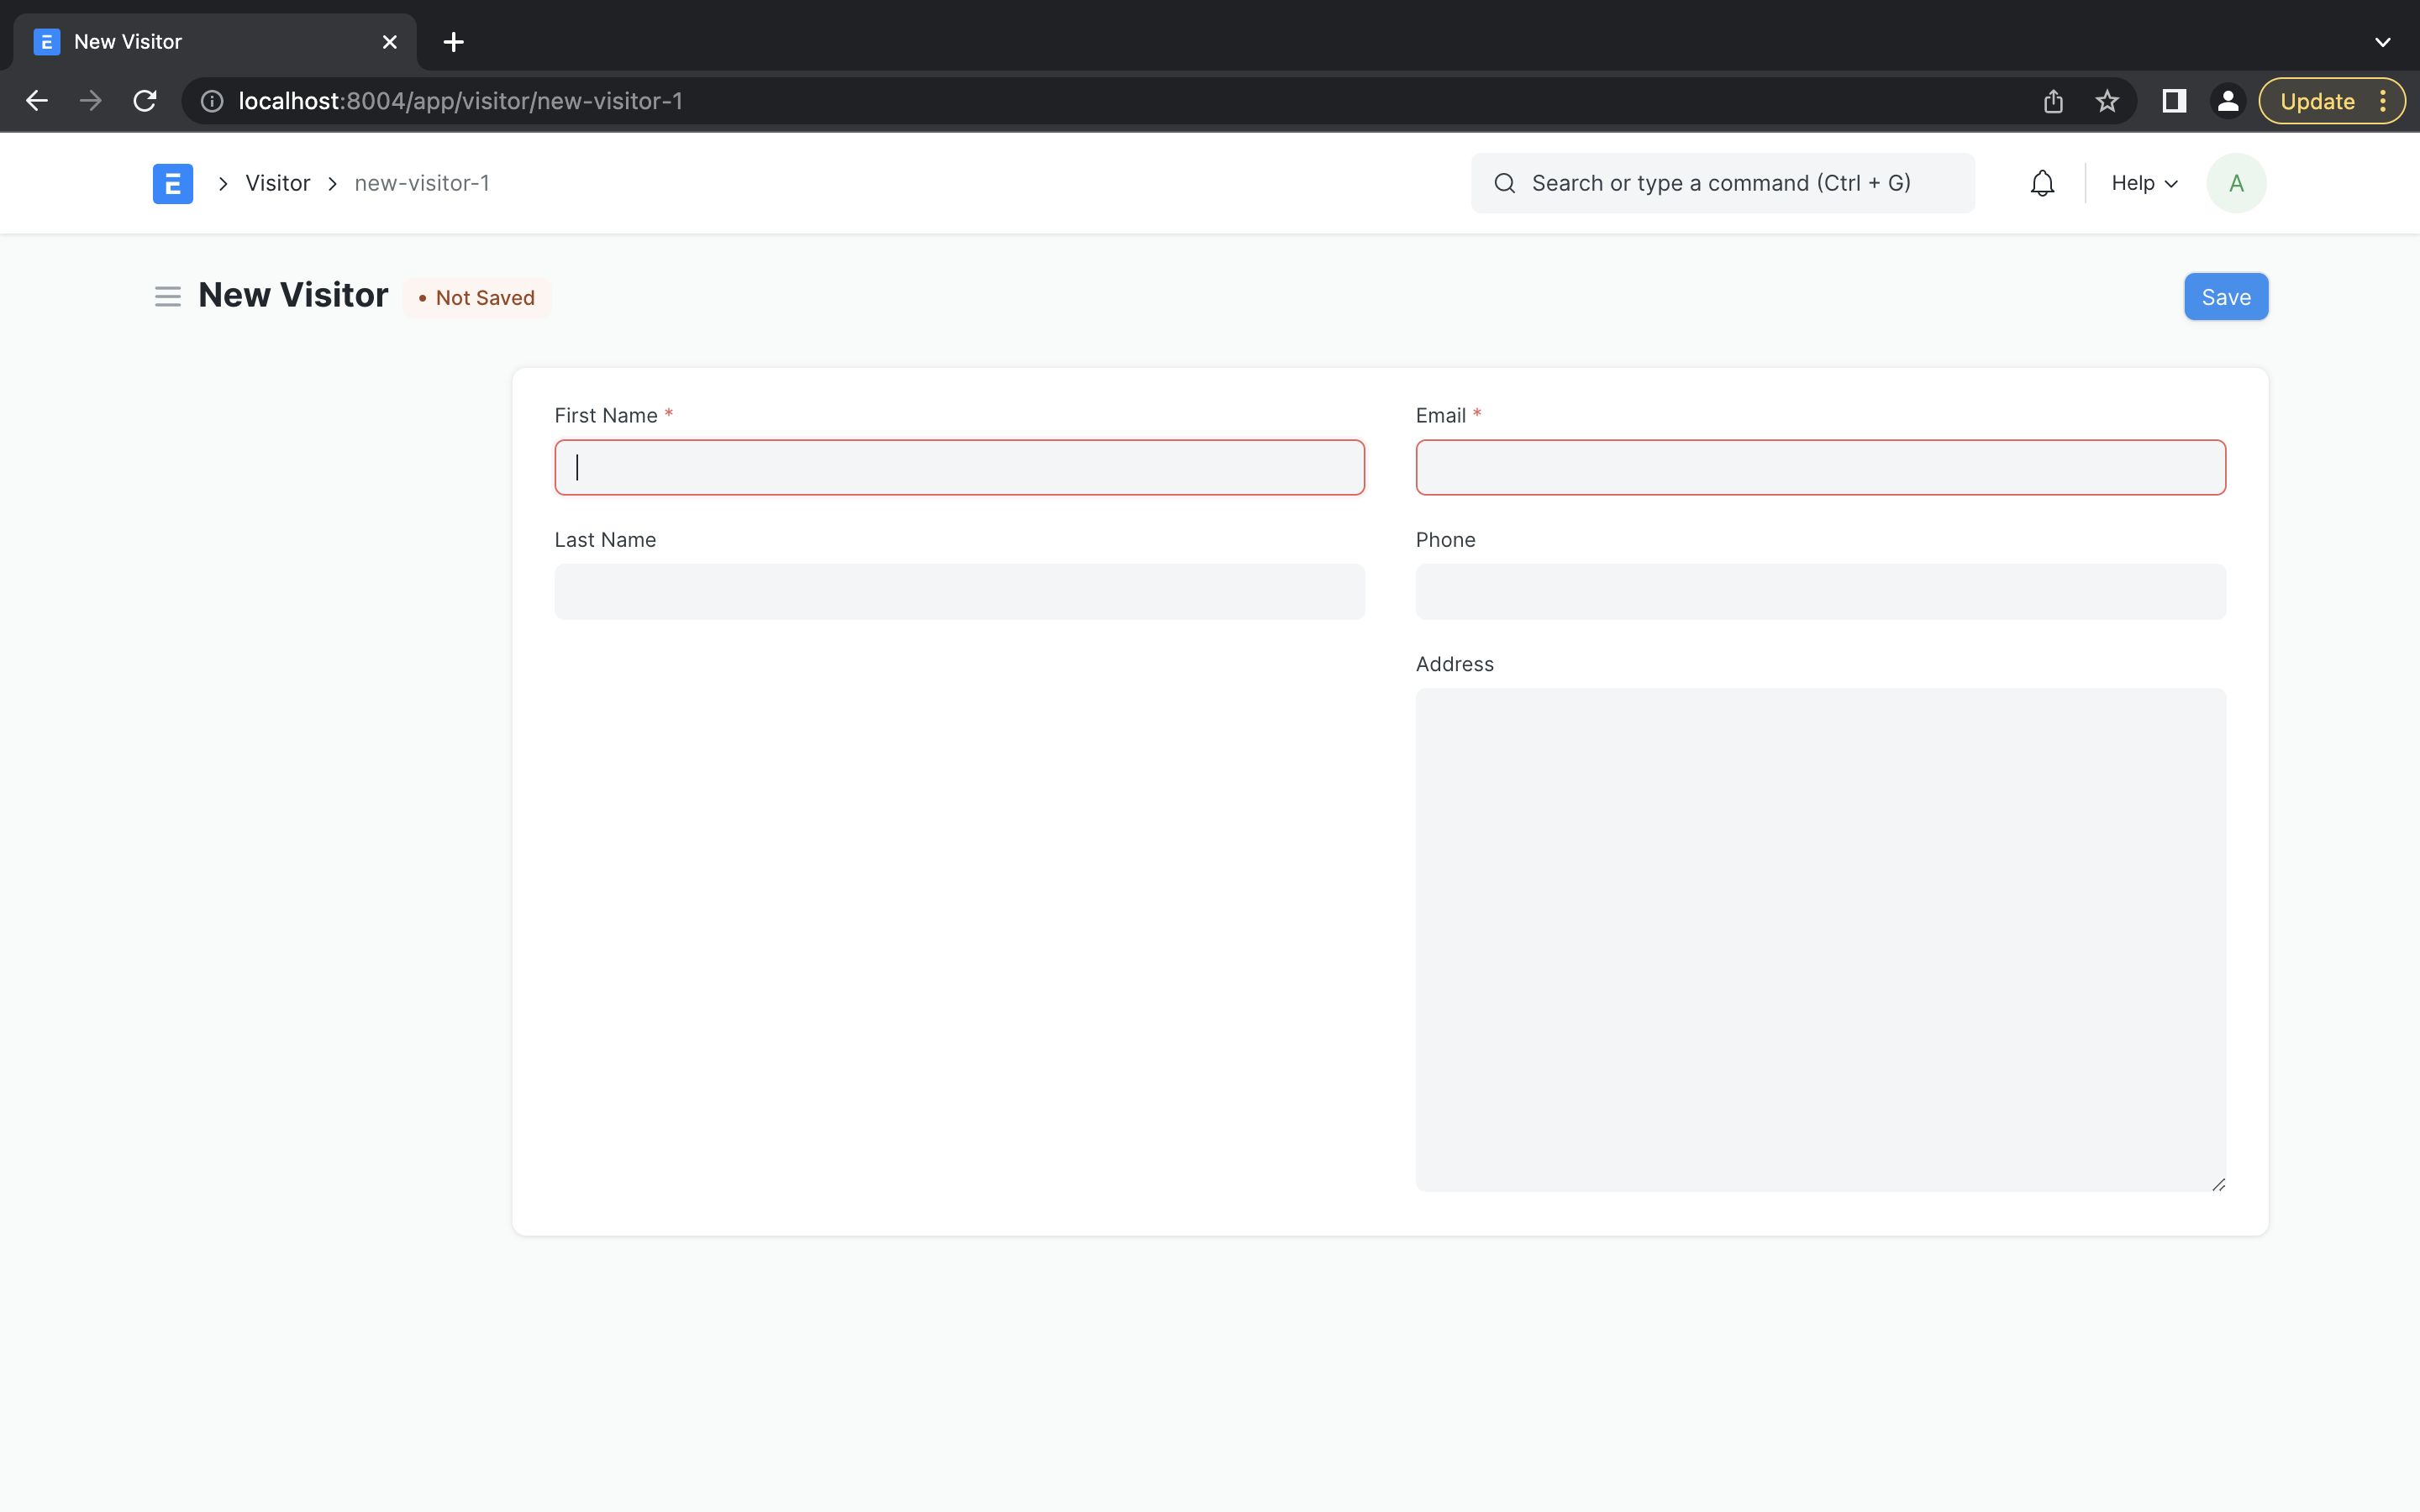 New Visitor
localhost:8004/app/visitor/new-visitor-1
Update
E
Visitor
new-visitor-1
Search or type a command (Ctrl + G)
Help
A
New Visitor
• Not Saved
Save
First Name *
Email *
Last Name
Phone
Address